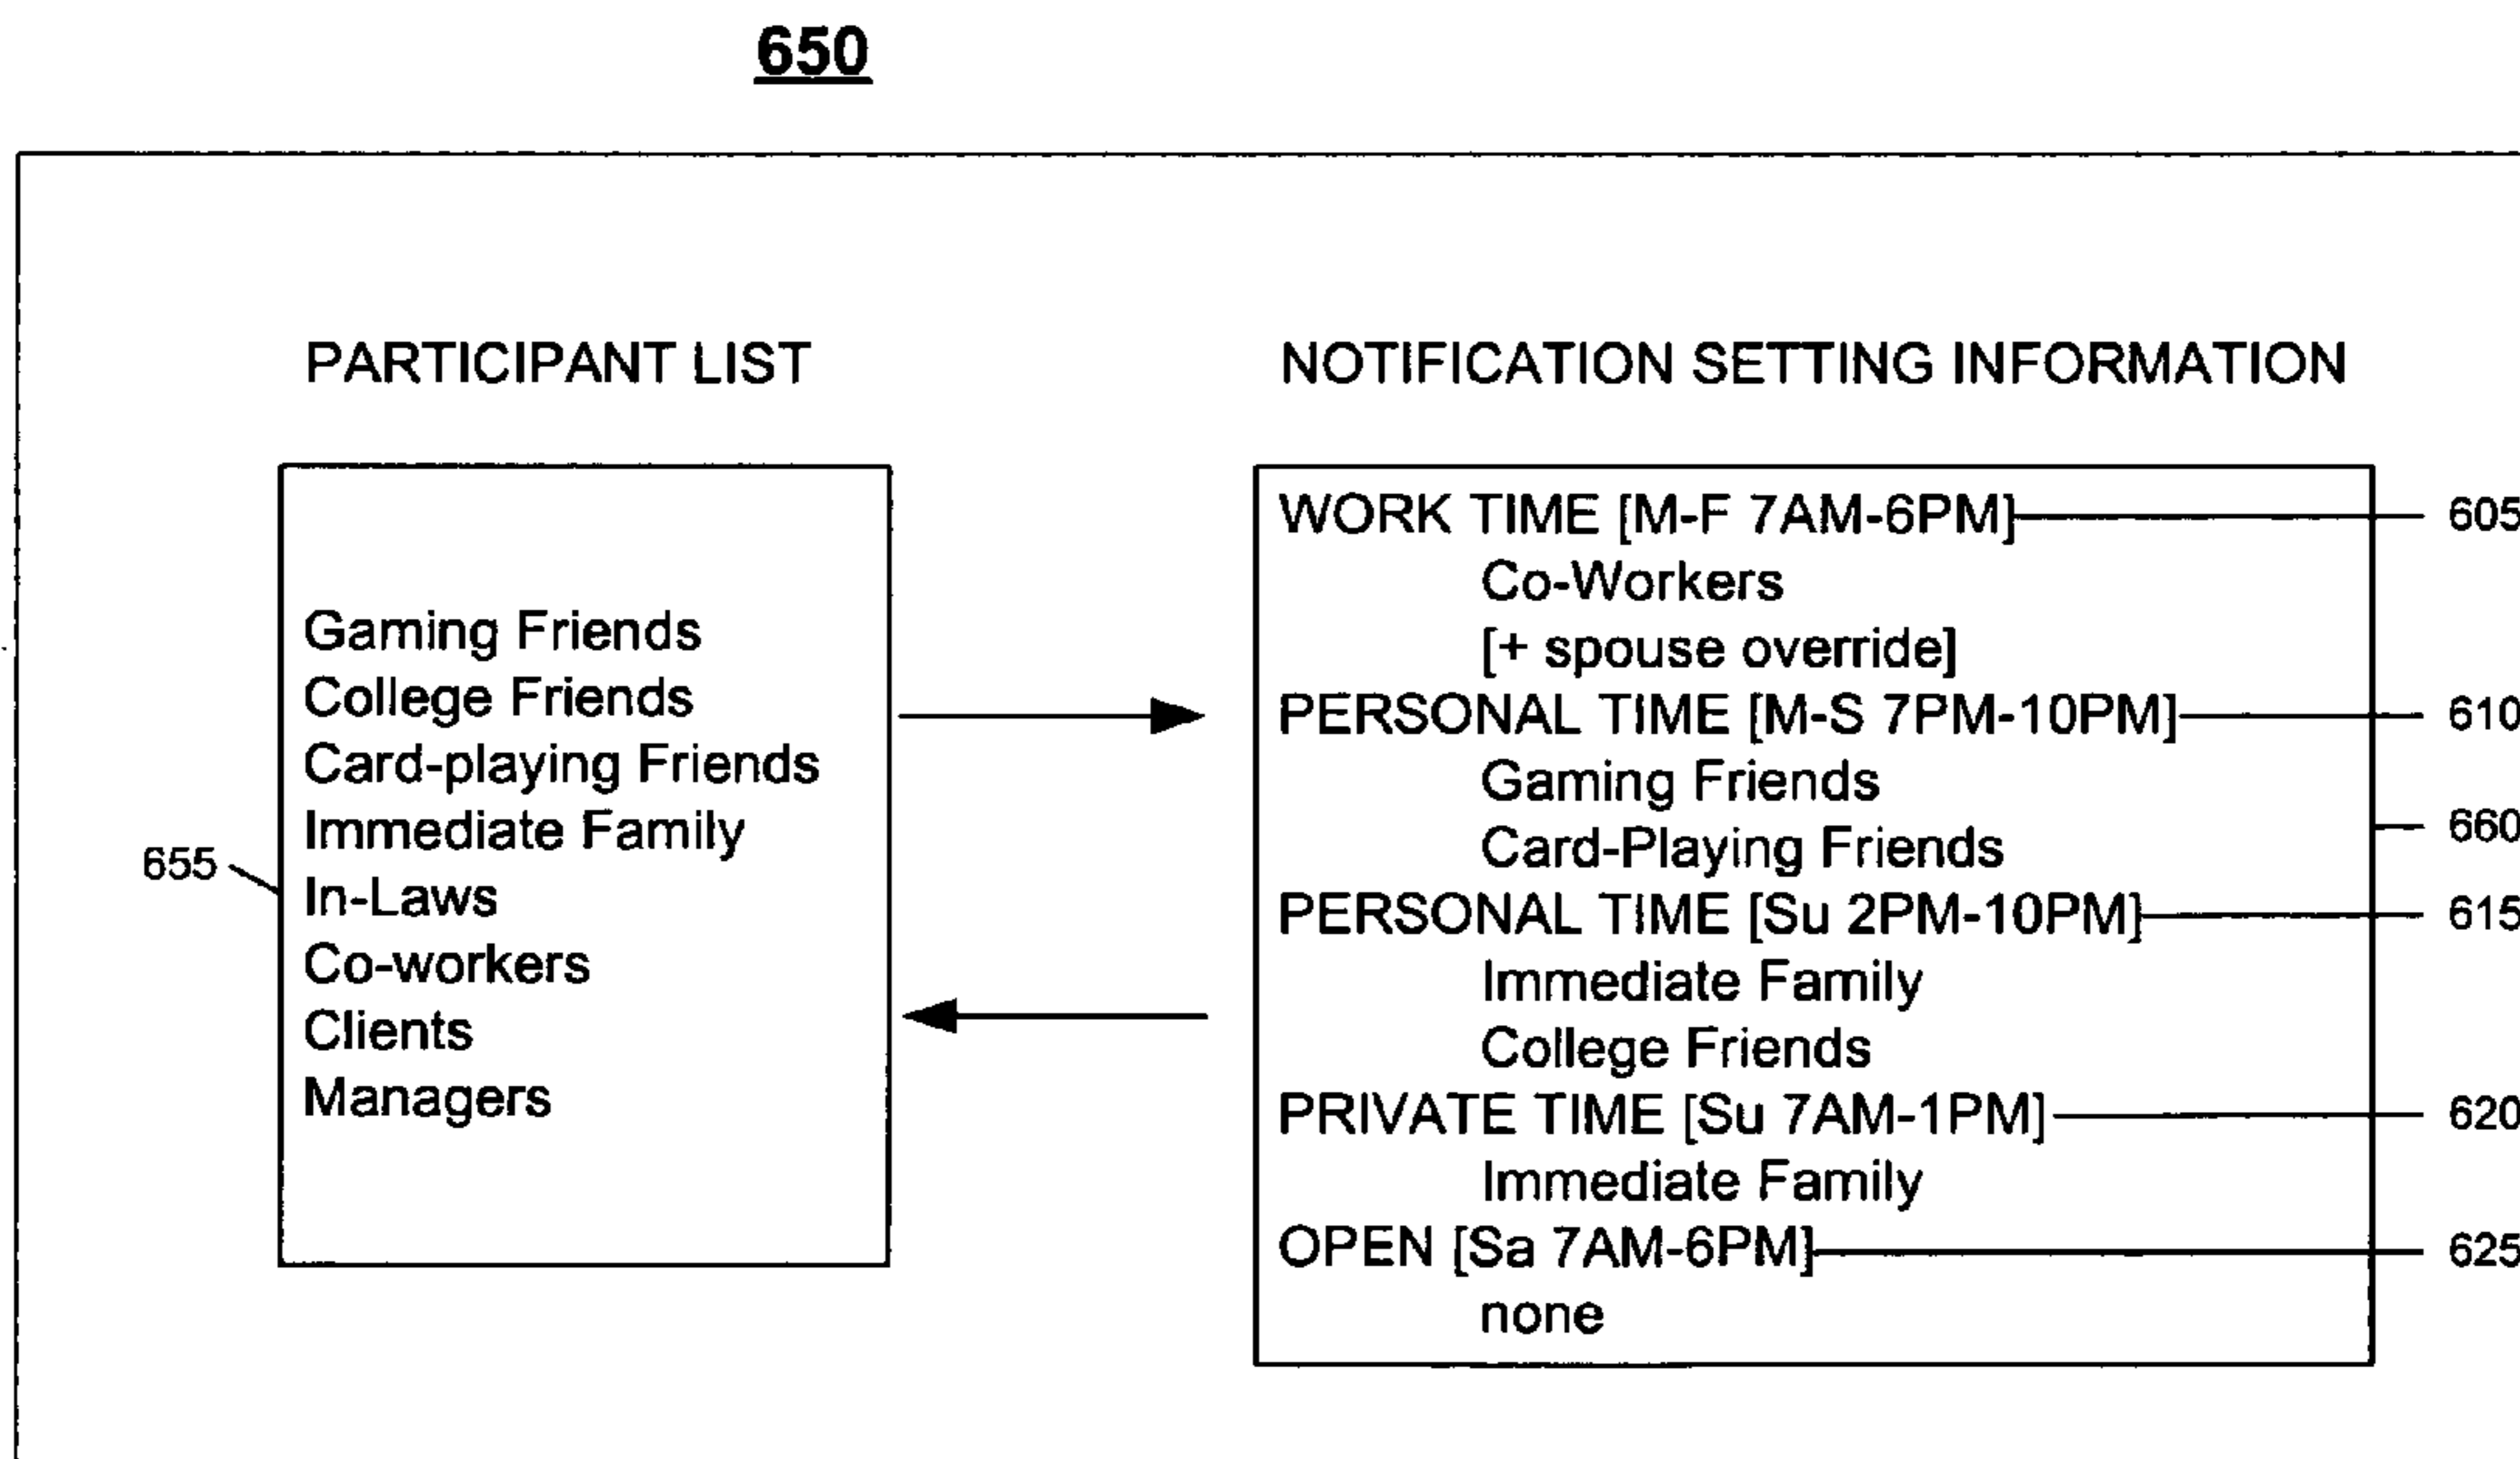 650
PARTICIPANT LIST
Gaming Friends
College Friends
Card-playing Friends
Immediate Family
In-Laws
Co-workers
Clients
Managers
655
NOTIFICATION SETTING INFORMATION
WORK TIME [M-F 7AM-6PM] 605
Co-Workers
[+ spouse override]
PERSONAL TIME [M-S 7PM-10PM] 610
Gaming Friends
Card-Playing Friends 660
PERSONAL TIME [Su 2PM-10PM] 615
Immediate Family
College Friends
PRIVATE TIME [Su 7AM-1PM] 620
Immediate Family
OPEN [Sa 7AM-6PM] 625
none